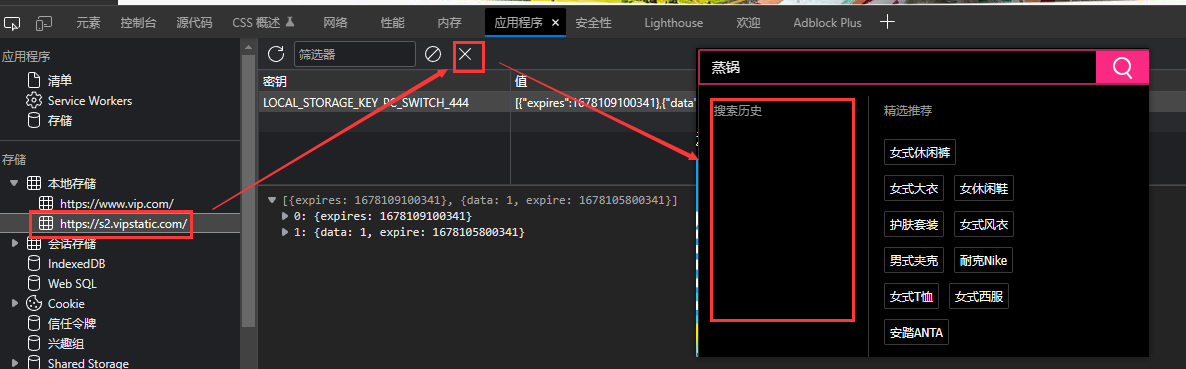 元素 控制台 源代码 CSS 概述 网络 性能 内存 应用程序 安全性 Lighthouse 欢迎 Adblock Plus
应用程序
清单
Service Workers
存储
存储
本地存储
https://www.vip.com/
https://s2.vipstatic.com/
会话存储
IndexedDB
Web SQL
Cookie
信任令牌
兴趣组
Shared Storage
筛选器
密钥 值
LOCAL_STORAGE_KEY_PC_SWITCH_444 [{"expires":1678109100341},{"data"
[{expires: 1678109100341}, {data: 1, expire: 1678105800341}]
0: {expires: 1678109100341}
1: {data: 1, expire: 1678105800341}
蒸锅
搜索历史
精选推荐
女式休闲裤
女式大衣 女休闲鞋
护肤套装 女式风衣
男式夹克 耐克Nike
女式T恤 女式西服
安踏ANTA